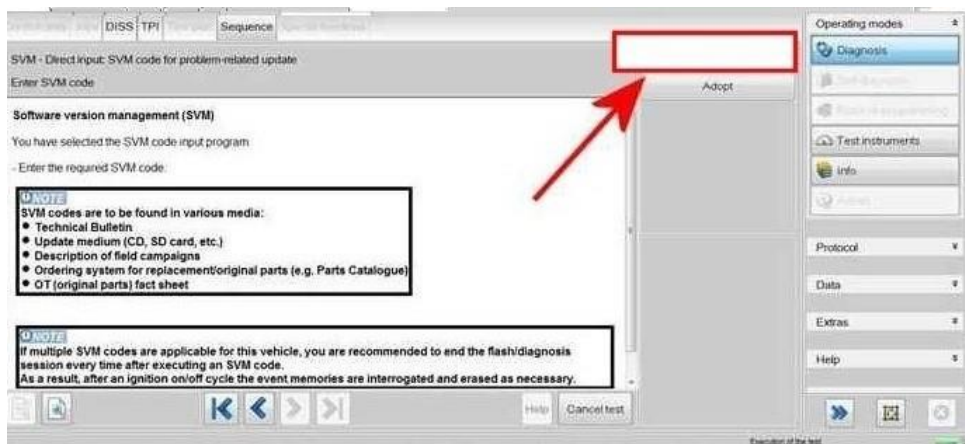 DISS TPI Sequence
SVM - Direct input: SVM code for problem-related update
Enter SVM code
Adopt
Software version management (SVM)
You have selected the SVM code input program
- Enter the required SVM code:
NOTE
SVM codes are to be found in various media:
● Technical Bulletin
● Update medium (CD, SD card, etc.)
● Description of field campaigns
● Ordering system for replacement/original parts (e.g. Parts Catalogue)
● OT (original parts) fact sheet
NOTE
If multiple SVM codes are applicable for this vehicle, you are recommended to end the flash/diagnosis
session every time after executing an SVM code.
As a result, after an ignition on/off cycle the event memories are interrogated and erased as necessary.
Help
Cancel test
Operating modes
Diagnosis
Test instruments
Info
Protocol
Data
Extras
Help
Execution of the test